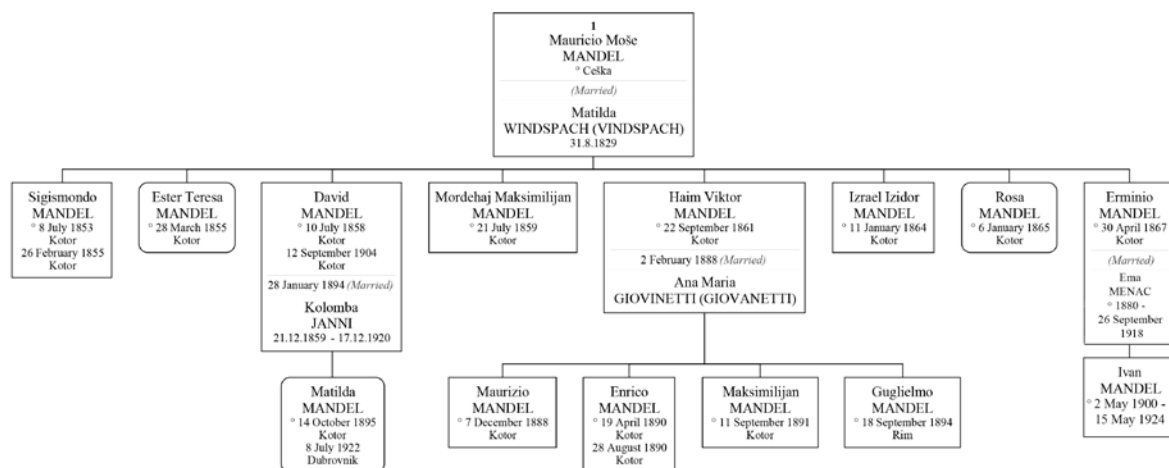 1
Mauricio Moše
MANDEL
° Ceška
(Married)
Matilda
WINDSPACH (VINDSPACH)
31.8.1829
Sigismondo
MANDEL
° 8 July 1853
Kotor
26 February 1855
Kotor
Ester Teresa
MANDEL
° 28 March 1855
Kotor
David
MANDEL
° 10 July 1858
Kotor
12 September 1904
Kotor
28 January 1894 (Married)
Kolomba
JANNI
21.12.1859 - 17.12.1920
Mordehaj Maksimilijan
MANDEL
° 21 July 1859
Kotor
Haim Viktor
MANDEL
° 22 September 1861
Kotor
2 February 1888 (Married)
Ana Maria
GIOVINETTI (GIOVANETTI)
Izrael Izidor
MANDEL
° 11 January 1864
Kotor
Rosa
MANDEL
° 6 January 1865
Kotor
Erminio
MANDEL
° 30 April 1867
Kotor
(Married)
Ema
MENAC
° 1880 -
26 September
1918
Matilda
MANDEL
° 14 October 1895
Kotor
8 July 1922
Dubrovnik
Maurizio
MANDEL
° 7 December 1888
Kotor
Enrico
MANDEL
° 19 April 1890
Kotor
28 August 1890
Kotor
Maksimilijan
MANDEL
° 11 September 1891
Kotor
Guglielmo
MANDEL
° 18 September 1894
Rim
Ivan
MANDEL
° 2 May 1900 -
15 May 1924